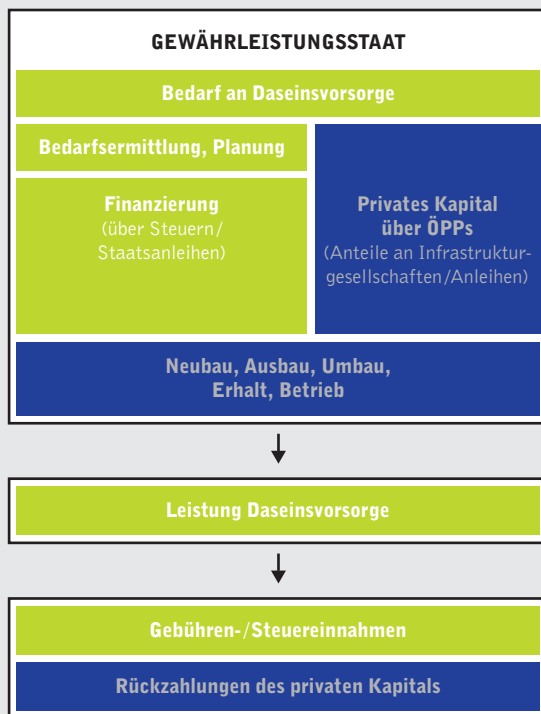 GEWÄHRLEISTUNGSSTAAT
Bedarf an Daseinsvorsorge
Bedarfsermittlung, Planung
Finanzierung
(über Steuern/
Staatsanleihen)
Privates Kapital
über ÖPPs
(Anteile an Infrastruktur-
gesellschaften/Anleihen)
Neubau, Ausbau, Umbau,
Erhalt, Betrieb
Leistung Daseinsvorsorge
Gebühren-/Steuereinnahmen
Rückzahlungen des privaten Kapitals